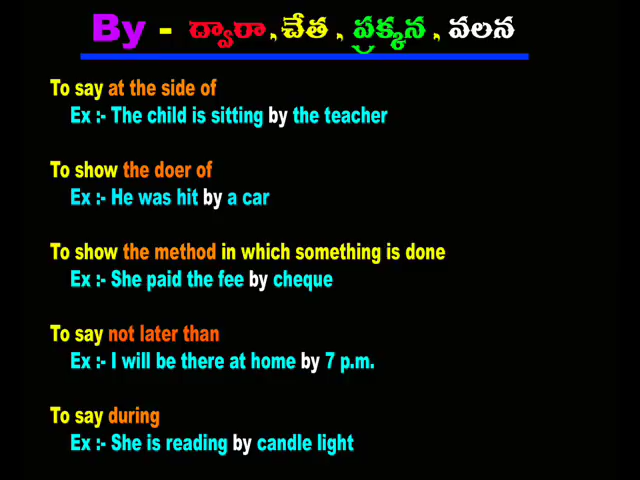 By - ద్వారా, చేత, ప్రక్కన, వలన
To say at the side of
Ex :- The child is sitting by the teacher
To show the doer of
Ex :- He was hit by a car
To show the method in which something is done
Ex :- She paid the fee by cheque
To say not later than
Ex :- I will be there at home by 7 p.m.
To say during
Ex :- She is reading by candle light